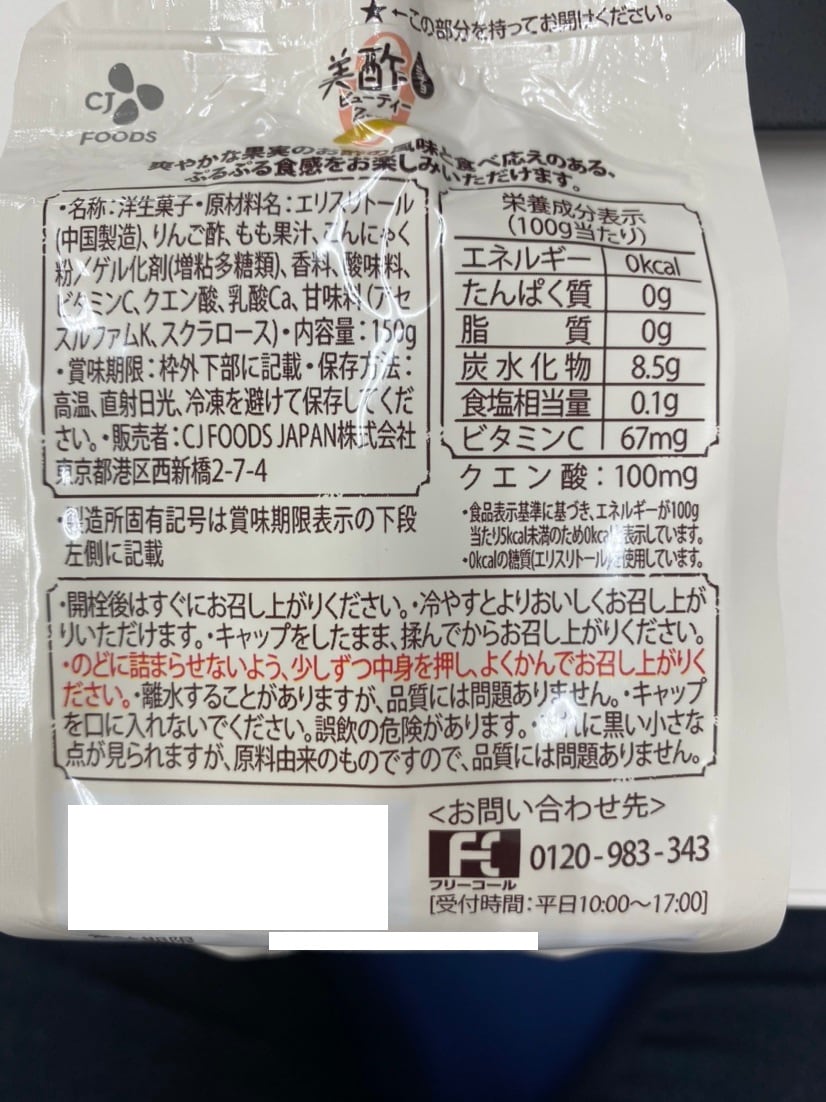 ★←この部分を持ってお開けください。
CJ
FOODS
美酢
ビューティー
爽やかな果実のお酢の風味と食べ応えのある、
ぷるぷる食感をお楽しみいただけます。
・名称：洋生菓子・原材料名：エリスリトール
(中国製造)、りんご酢、もも果汁、こんにゃく
粉／ゲル化剤(増粘多糖類)、香料、酸味料、
ビタミンC、クエン酸、乳酸Ca、甘味料(アセ
スルファムK、スクラロース)・内容量：150g
・賞味期限：枠外下部に記載・保存方法：
高温、直射日光、冷凍を避けて保存してくだ
さい。・販売者：CJ FOODS JAPAN株式会社
東京都港区西新橋2-7-4
・製造所固有記号は賞味期限表示の下段
左側に記載
栄養成分表示
(100g当たり)
エネルギー 0kcal
たんぱく質 0g
脂質 0g
炭水化物 8.5g
食塩相当量 0.1g
ビタミンC 67mg
クエン酸：100mg
・食品表示基準に基づき、エネルギーが100g
当たり5kcal未満のため0kcal表示しています。
・0kcalの糖質(エリスリトール)を使用しています。
・開栓後はすぐにお召し上がりください。・冷やすとよりおいしくお召し上が
りいただけます。・キャップをしたまま、揉んでからお召し上がりください。
・のどに詰まらせないよう、少しずつ中身を押し、よくかんでお召し上がりく
ださい。・離水することがありますが、品質には問題ありません。・キャップ
を口に入れないでください。誤飲の危険があります。・まれに黒い小さな
点が見られますが、原料由来のものですので、品質には問題ありません。
<お問い合わせ先>
フリーコール
0120-983-343
[受付時間：平日10:00〜17:00]